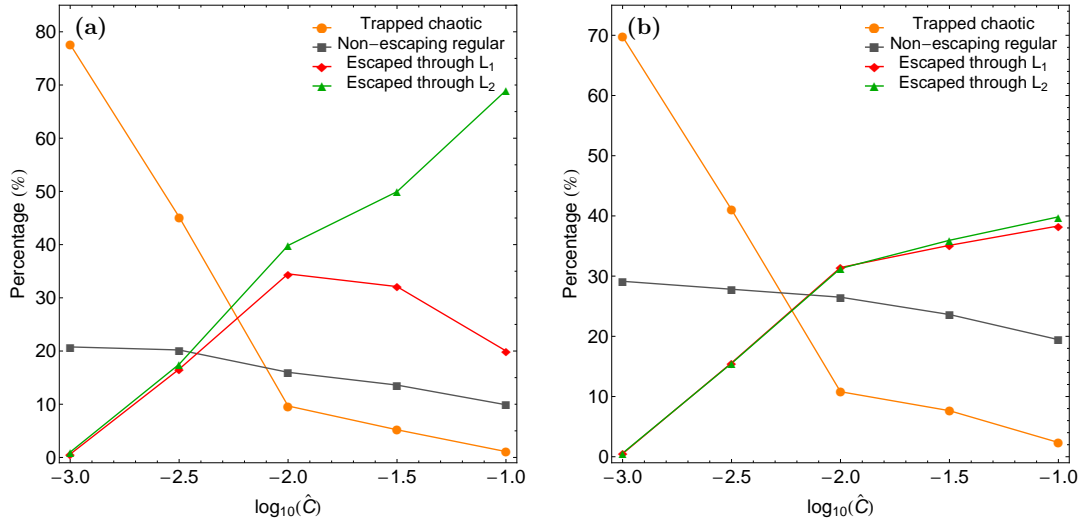 (a)
Trapped chaotic
Non−escaping regular
Escaped through L₁
Escaped through L₂
80
70
60
50
40
30
20
10
0
Percentage (%)
−3.0 −2.5 −2.0 −1.5 −1.0
log₁₀(Ĉ)
(b)
Trapped chaotic
Non−escaping regular
Escaped through L₁
Escaped through L₂
70
60
50
40
30
20
10
0
Percentage (%)
−3.0 −2.5 −2.0 −1.5 −1.0
log₁₀(Ĉ)